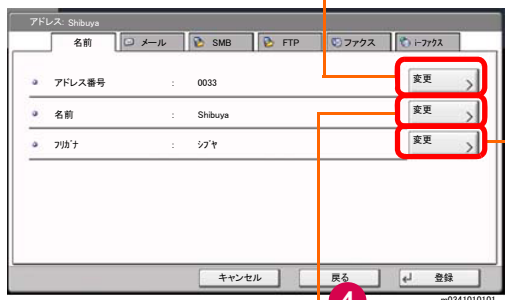 アドレス: Shibuya
名前 メール SMB FTP ファクス i-ファクス
アドレス番号 : 0033 変更
名前 : Shibuya 変更
フリガナ : シブヤ 変更
キャンセル 戻る 登録
4
m0341010101